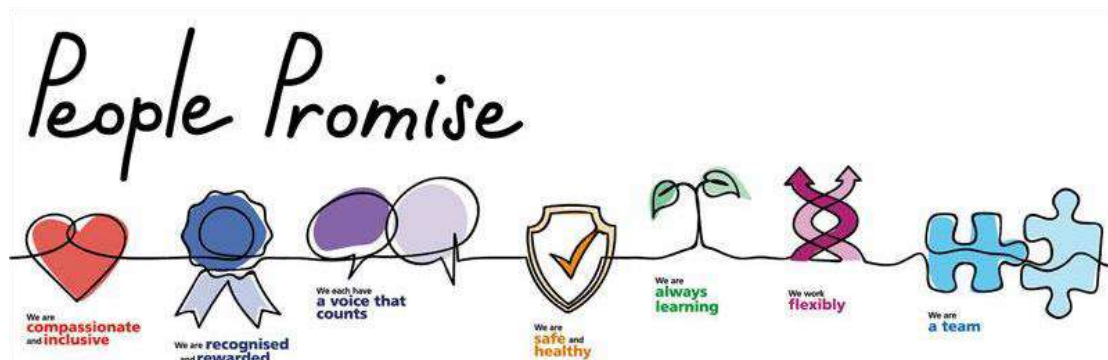 People Promise
We are
compassionate
and inclusive
We are recognised
and rewarded
We each have
a voice that
counts
We are
safe and
healthy
We are
always
learning
We work
flexibly
We are
a team